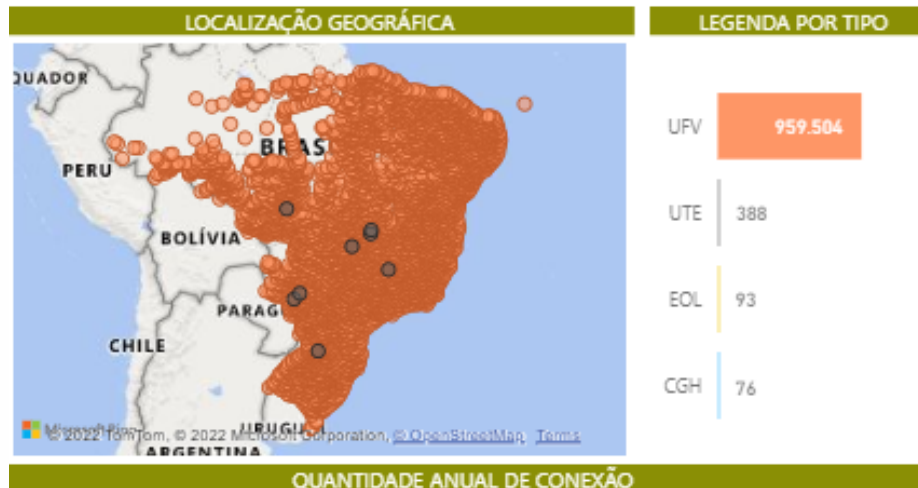 LOCALIZAÇÃO GEOGRÁFICA
LEGENDA POR TIPO
QUADOR
BRAS
PERU
BOLÍVIA
PARAG
CHILE
URUGU
ARGENTINA
© 2022 TomTom, © 2022 Microsoft Corporation, © OpenStreetMap Terms
UFV 959.504
UTE 388
EOL 93
CGH 76
QUANTIDADE ANUAL DE CONEXÃO